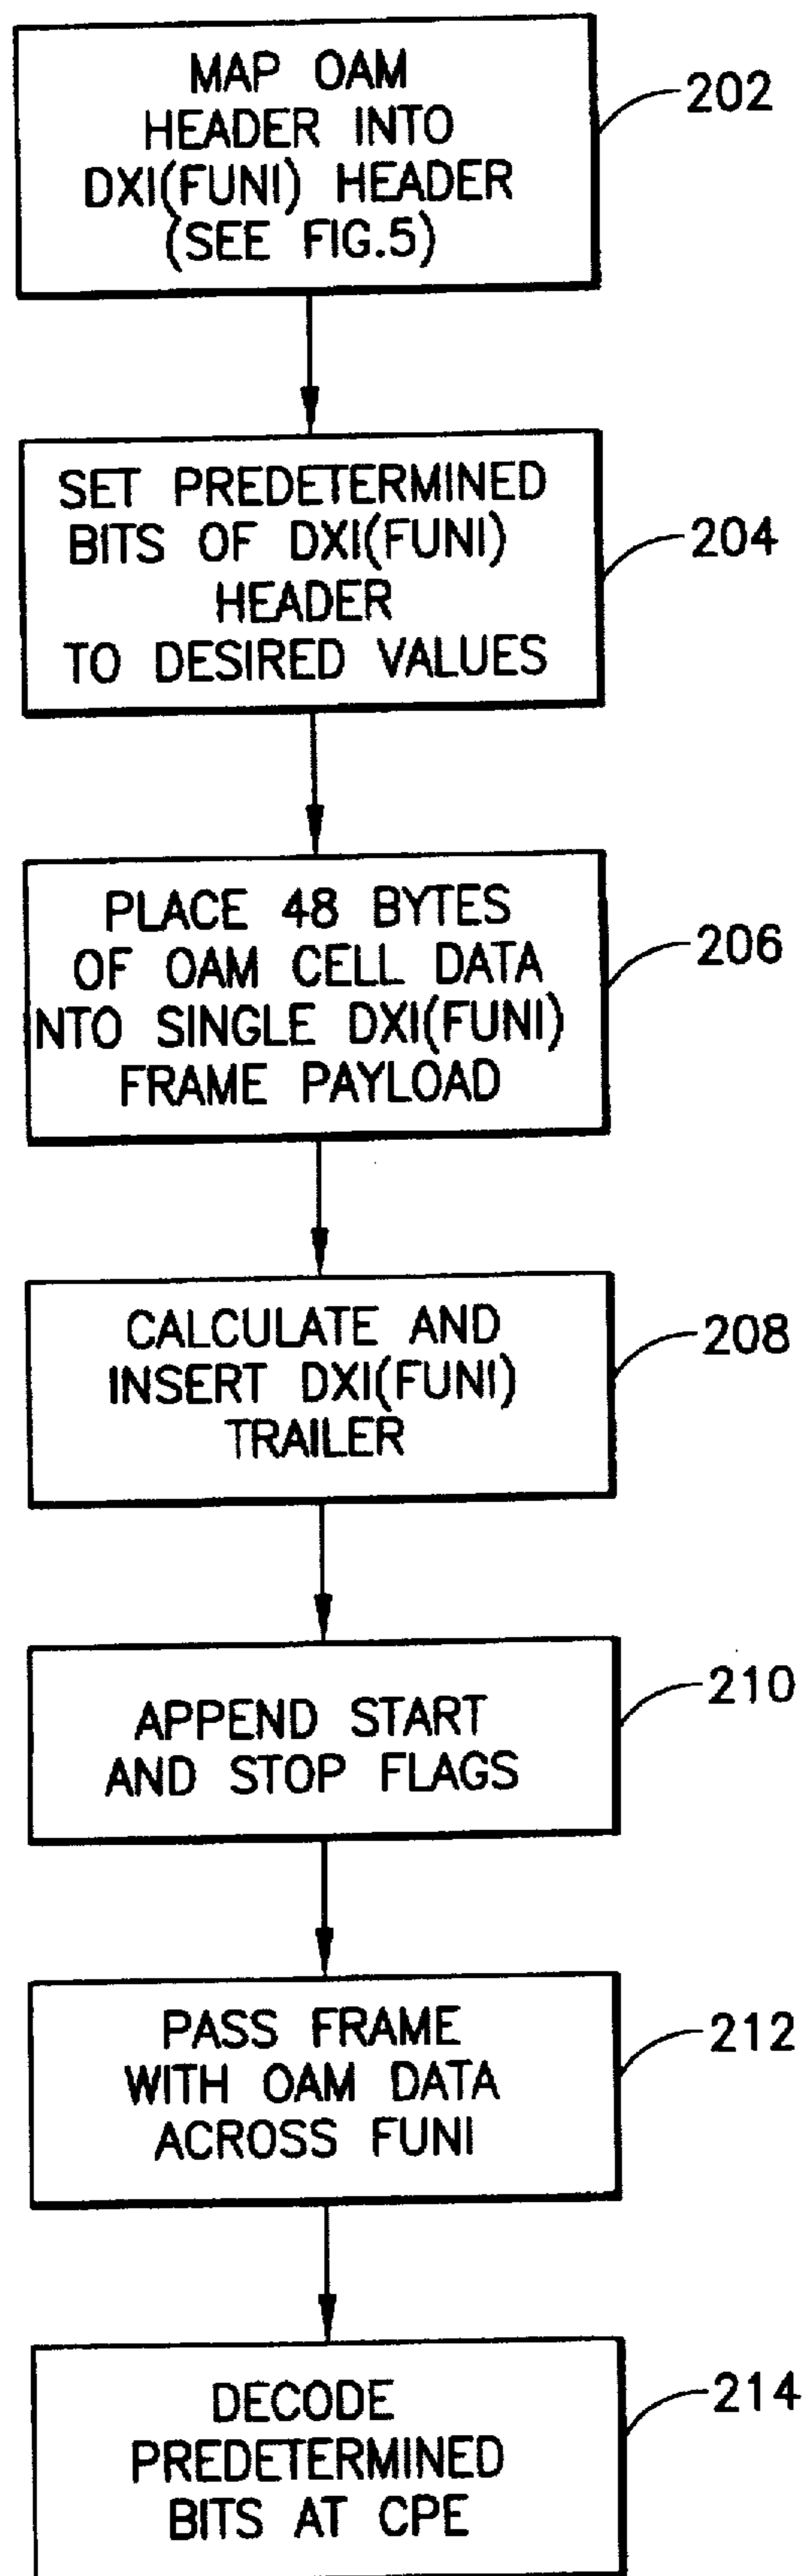 MAP OAM
HEADER INTO
DXI(FUNI) HEADER
(SEE FIG.5)
202
SET PREDETERMINED
BITS OF DXI(FUNI)
HEADER
TO DESIRED VALUES
204
PLACE 48 BYTES
OF OAM CELL DATA
NTO SINGLE DXI(FUNI)
FRAME PAYLOAD
206
CALCULATE AND
INSERT DXI(FUNI)
TRAILER
208
APPEND START
AND STOP FLAGS
210
PASS FRAME
WITH OAM DATA
ACROSS FUNI
212
DECODE
PREDETERMINED
BITS AT CPE
214